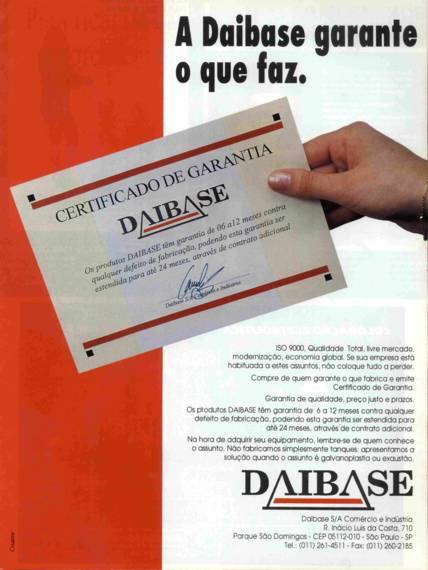 A Daibase garante
o que faz.
CERTIFICADO DE GARANTIA
DAIBASE
Os produtos DAIBASE têm garantia de 06 a12 meses contra
qualquer defeito de fabricação, podendo esta garantia ser
estendida para até 24 meses, através de contrato adicional
Daibase S/A Comércio e Indústria
ISO 9000, Qualidade Total, livre mercado,
modernização, economia global. Se sua empresa está
habituada a estes assuntos, não coloque tudo a perder.
Compre de quem garante o que fabrica e emite
Certificado de Garantia.
Garantia de qualidade, preço justo e prazos.
Os produtos DAIBASE têm garantia de 6 a 12 meses contra qualquer
defeito de fabricação, podendo esta garantia ser estendida para
até 24 meses, através de contrato adicional.
Na hora de adquirir seu equipamento, lembre-se de quem conhece
o assunto. Não fabricamos simplesmente tanques: apresentamos a
solução quando o assunto é galvanoplastia ou exaustão.
DAIBASE
Daibase S/A Comércio e Indústria
R. Inácio Luis da Costa, 710
Parque São Domingos - CEP 05112-010 - São Paulo - SP
Tel.: (011) 261-4511 - Fax: (011) 260-2185